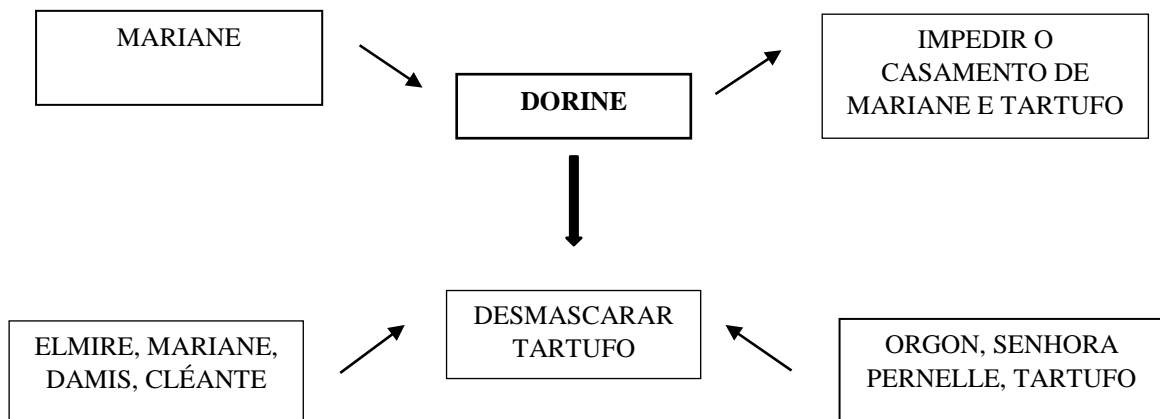 MARIANE
DORINE
IMPEDIR O
CASAMENTO DE
MARIANE E TARTUFO
ELMIRE, MARIANE,
DAMIS, CLÉANTE
DESMASCARAR
TARTUFO
ORGON, SENHORA
PERNELLE, TARTUFO